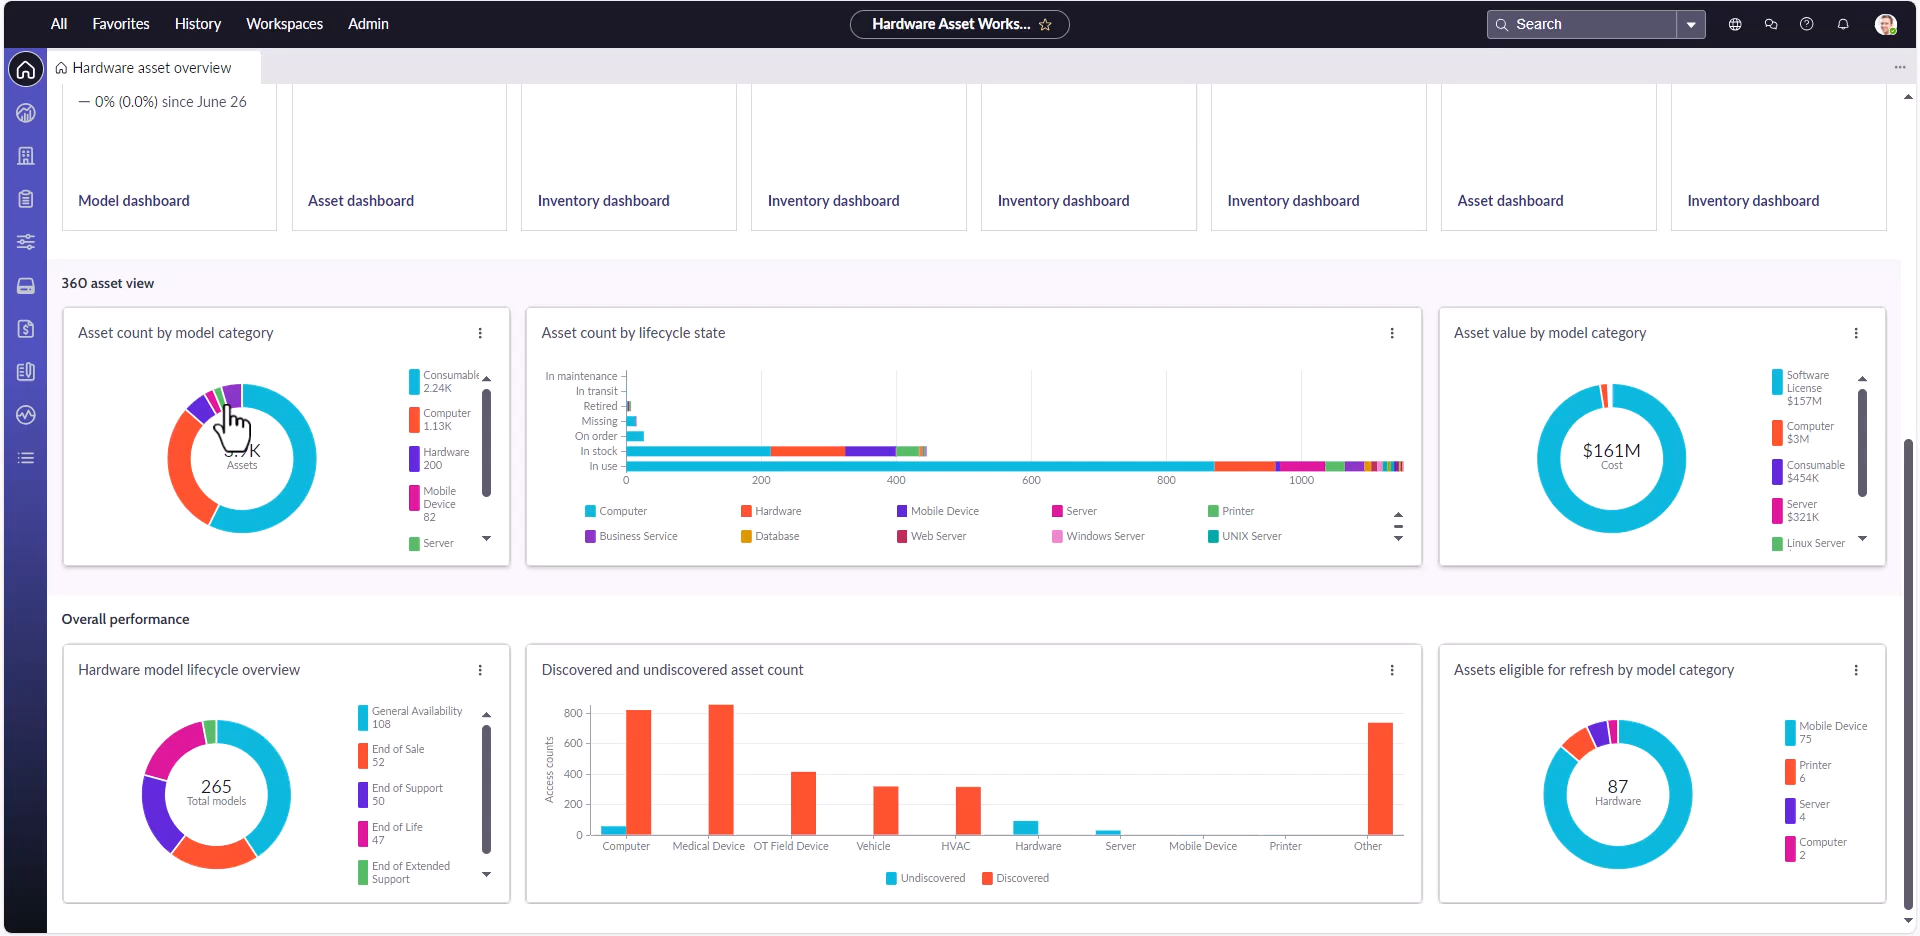 All Favorites History Workspaces Admin Hardware Asset Works... Search
Hardware asset overview
— 0% (0.0%) since June 26
Model dashboard Asset dashboard Inventory dashboard Inventory dashboard Inventory dashboard Inventory dashboard Asset dashboard Inventory dashboard
360 asset view
Asset count by model category
Assets
Consumable
2.24K
Computer
1.13K
Hardware
200
Mobile
Device
82
Server
Asset count by lifecycle state
In maintenance
In transit
Retired
Missing
On order
In stock
In use
0 200 400 600 800 1000
Computer Hardware Mobile Device Server Printer
Business Service Database Web Server Windows Server UNIX Server
Asset value by model category
$161M
Cost
Software
License
$157M
Computer
$3M
Consumable
$454K
Server
$321K
Linux Server
Overall performance
Hardware model lifecycle overview
265
Total models
General Availability
108
End of Sale
52
End of Support
50
End of Life
47
End of Extended
Support
Discovered and undiscovered asset count
Access counts
800
600
400
200
0
Computer Medical Device OT Field Device Vehicle HVAC Hardware Server Mobile Device Printer Other
Undiscovered Discovered
Assets eligible for refresh by model category
87
Hardware
Mobile Device
75
Printer
6
Server
4
Computer
2